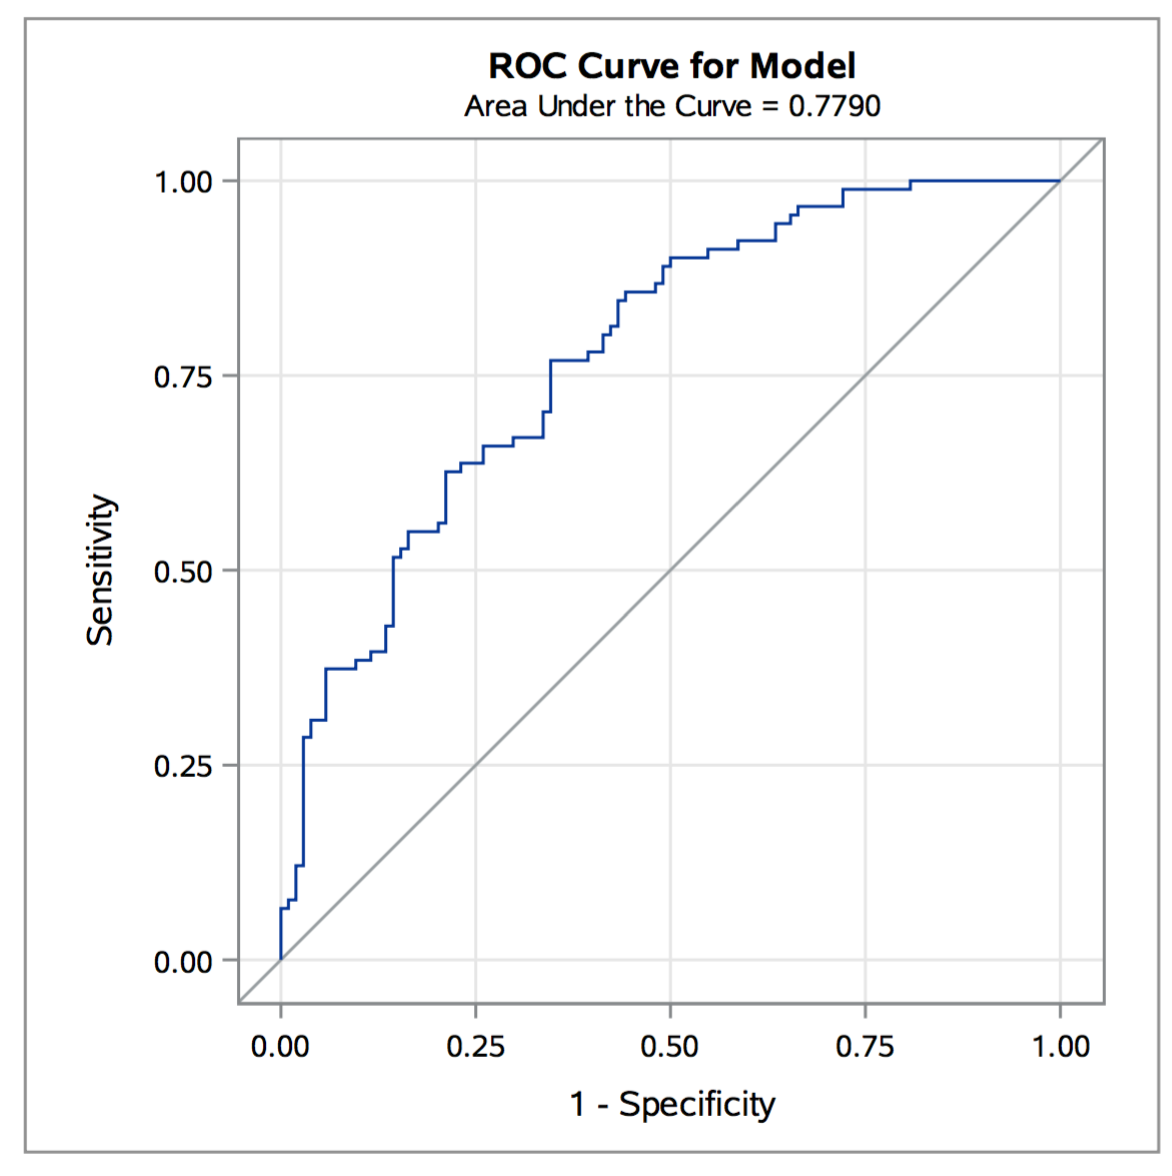 ROC Curve for Model
Area Under the Curve = 0.7790
1.00
0.75
0.50
0.25
0.00
Sensitivity
0.00 0.25 0.50 0.75 1.00
1 - Specificity